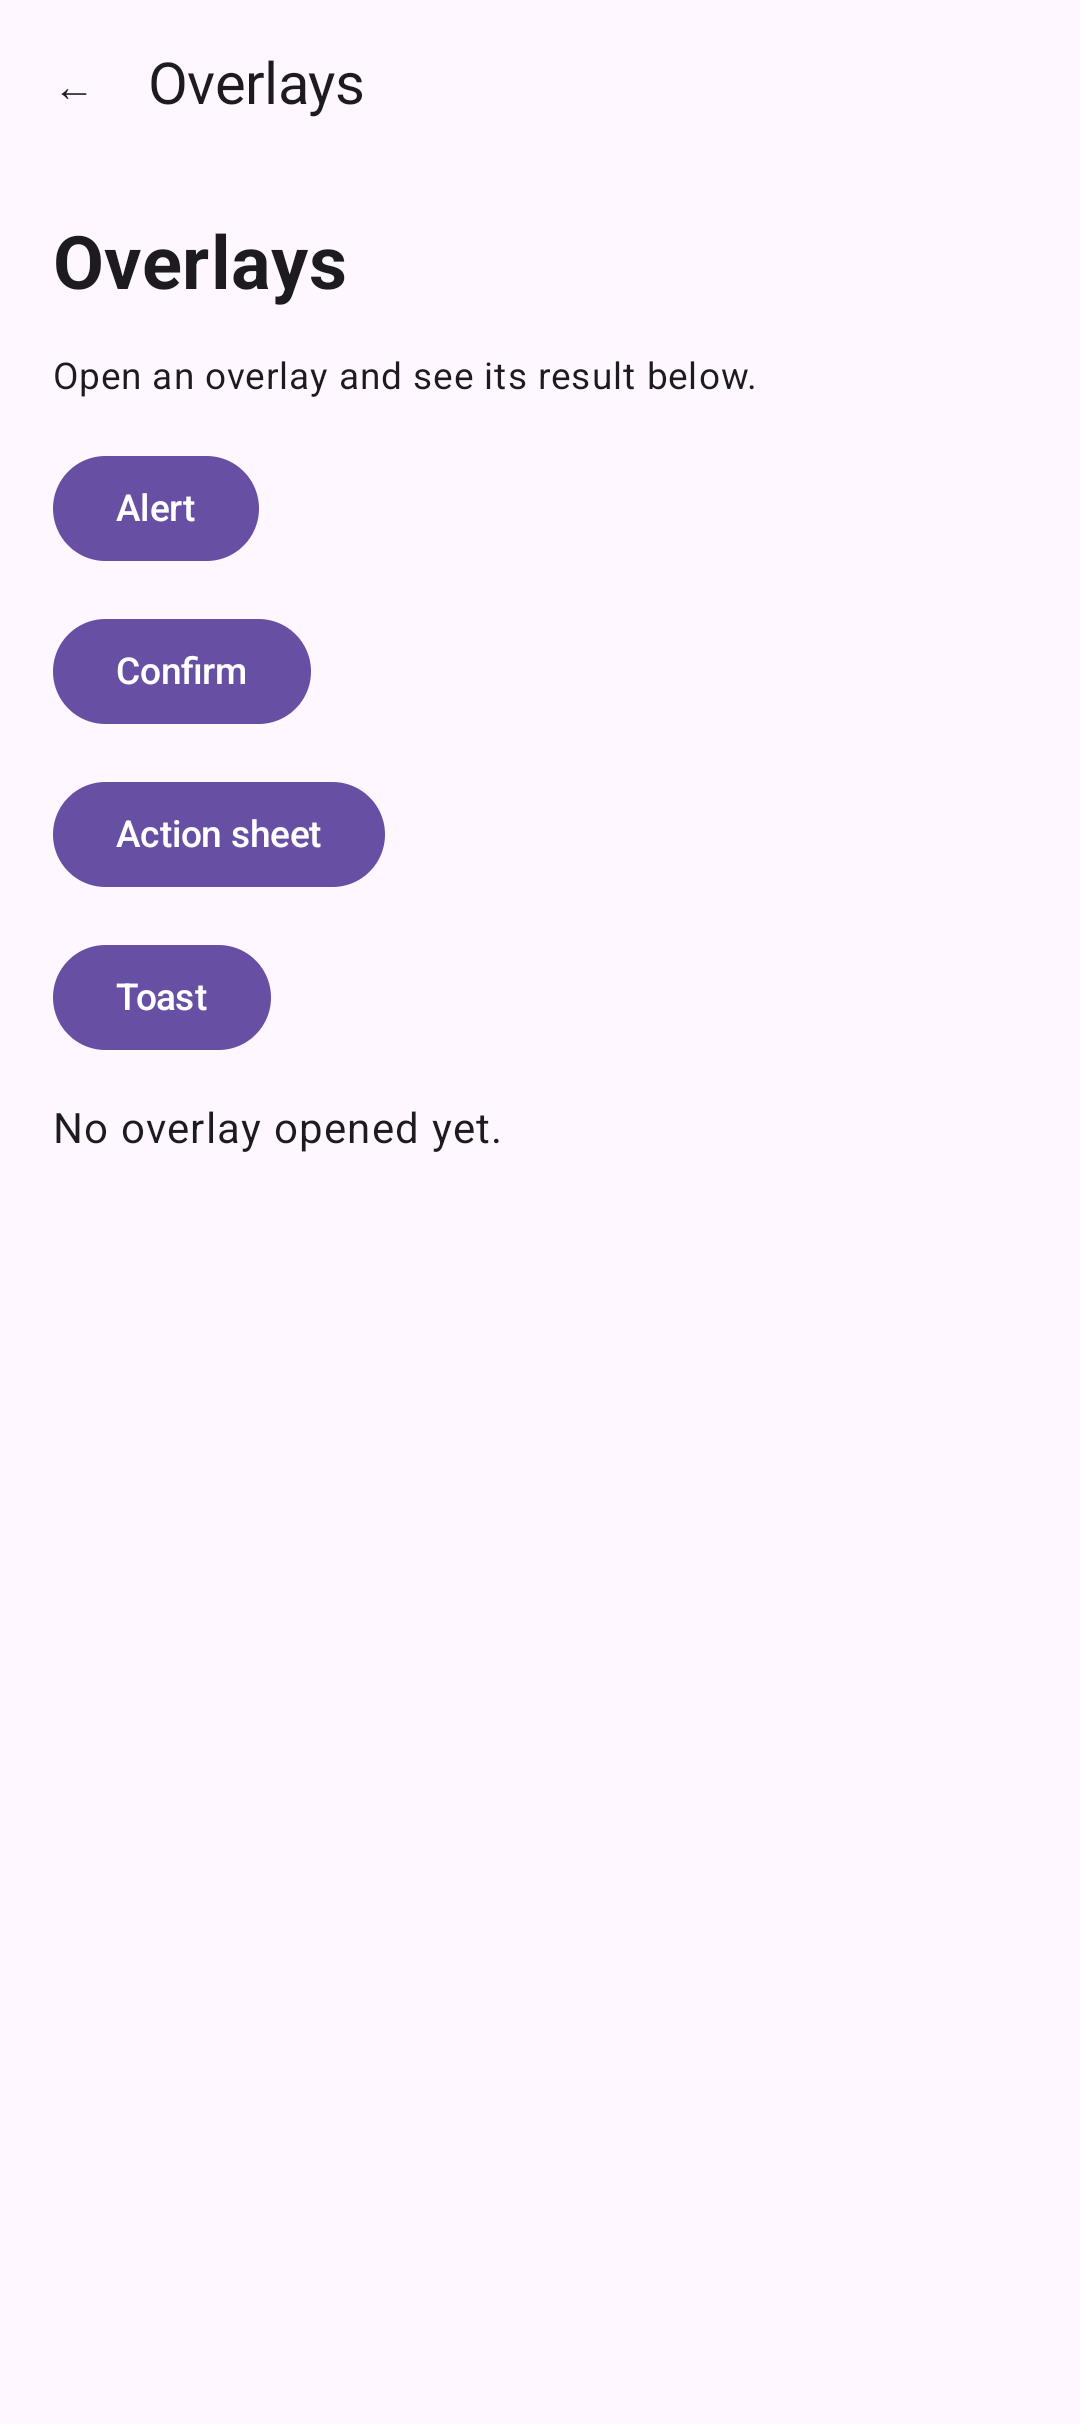 ← Overlays
Overlays
Open an overlay and see its result below.
Alert
Confirm
Action sheet
Toast
No overlay opened yet.